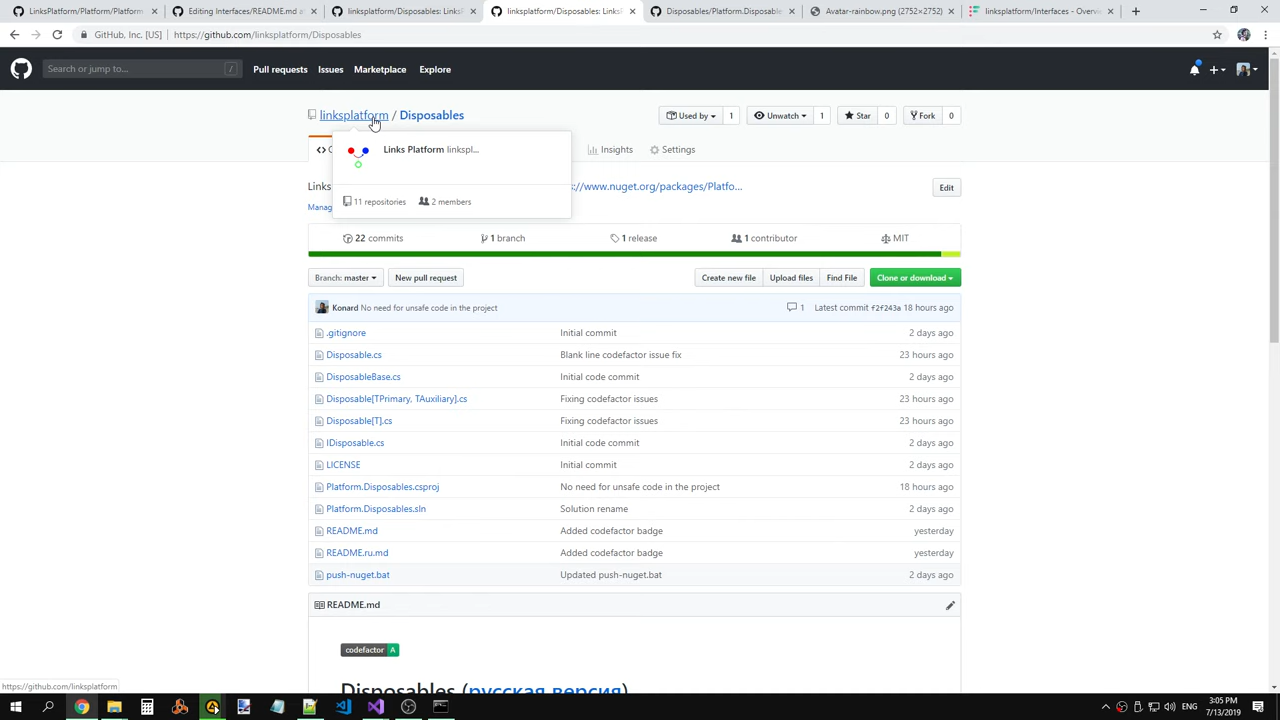 LinksPlatform/Platform/Platform/
Editing Interfaces/README.md at
linksplatform/Disposables: LinksP
linksplatform/Disposables: LinksP
Disposables/Platform.Disposables
Avatar-rainbow.png (2752×2752)
linksplatform/Interfaces - Overvie
GitHub, Inc. [US] | https://github.com/linksplatform/Disposables
Search or jump to...
/
Pull requests
Issues
Marketplace
Explore
linksplatform / Disposables
Used by
1
Unwatch
1
Star
0
Fork
0
Insights
Settings
Links Platform linkspl...
11 repositories
2 members
Links
s://www.nuget.org/packages/Platfo...
Edit
Manag
22 commits
1 branch
1 release
1 contributor
MIT
Branch: master
New pull request
Create new file
Upload files
Find File
Clone or download
Konard No need for unsafe code in the project
1
Latest commit f2f243a 18 hours ago
.gitignore Initial commit 2 days ago
Disposable.cs Blank line codefactor issue fix 23 hours ago
DisposableBase.cs Initial code commit 2 days ago
Disposable[TPrimary, TAuxiliary].cs Fixing codefactor issues 23 hours ago
Disposable[T].cs Fixing codefactor issues 23 hours ago
IDisposable.cs Initial code commit 2 days ago
LICENSE Initial commit 2 days ago
Platform.Disposables.csproj No need for unsafe code in the project 18 hours ago
Platform.Disposables.sln Solution rename 2 days ago
README.md Added codefactor badge yesterday
README.ru.md Added codefactor badge yesterday
push-nuget.bat Updated push-nuget.bat 2 days ago
README.md
codefactor A
Disposables (русская версия)
https://github.com/linksplatform
ENG
3:05 PM
7/13/2019